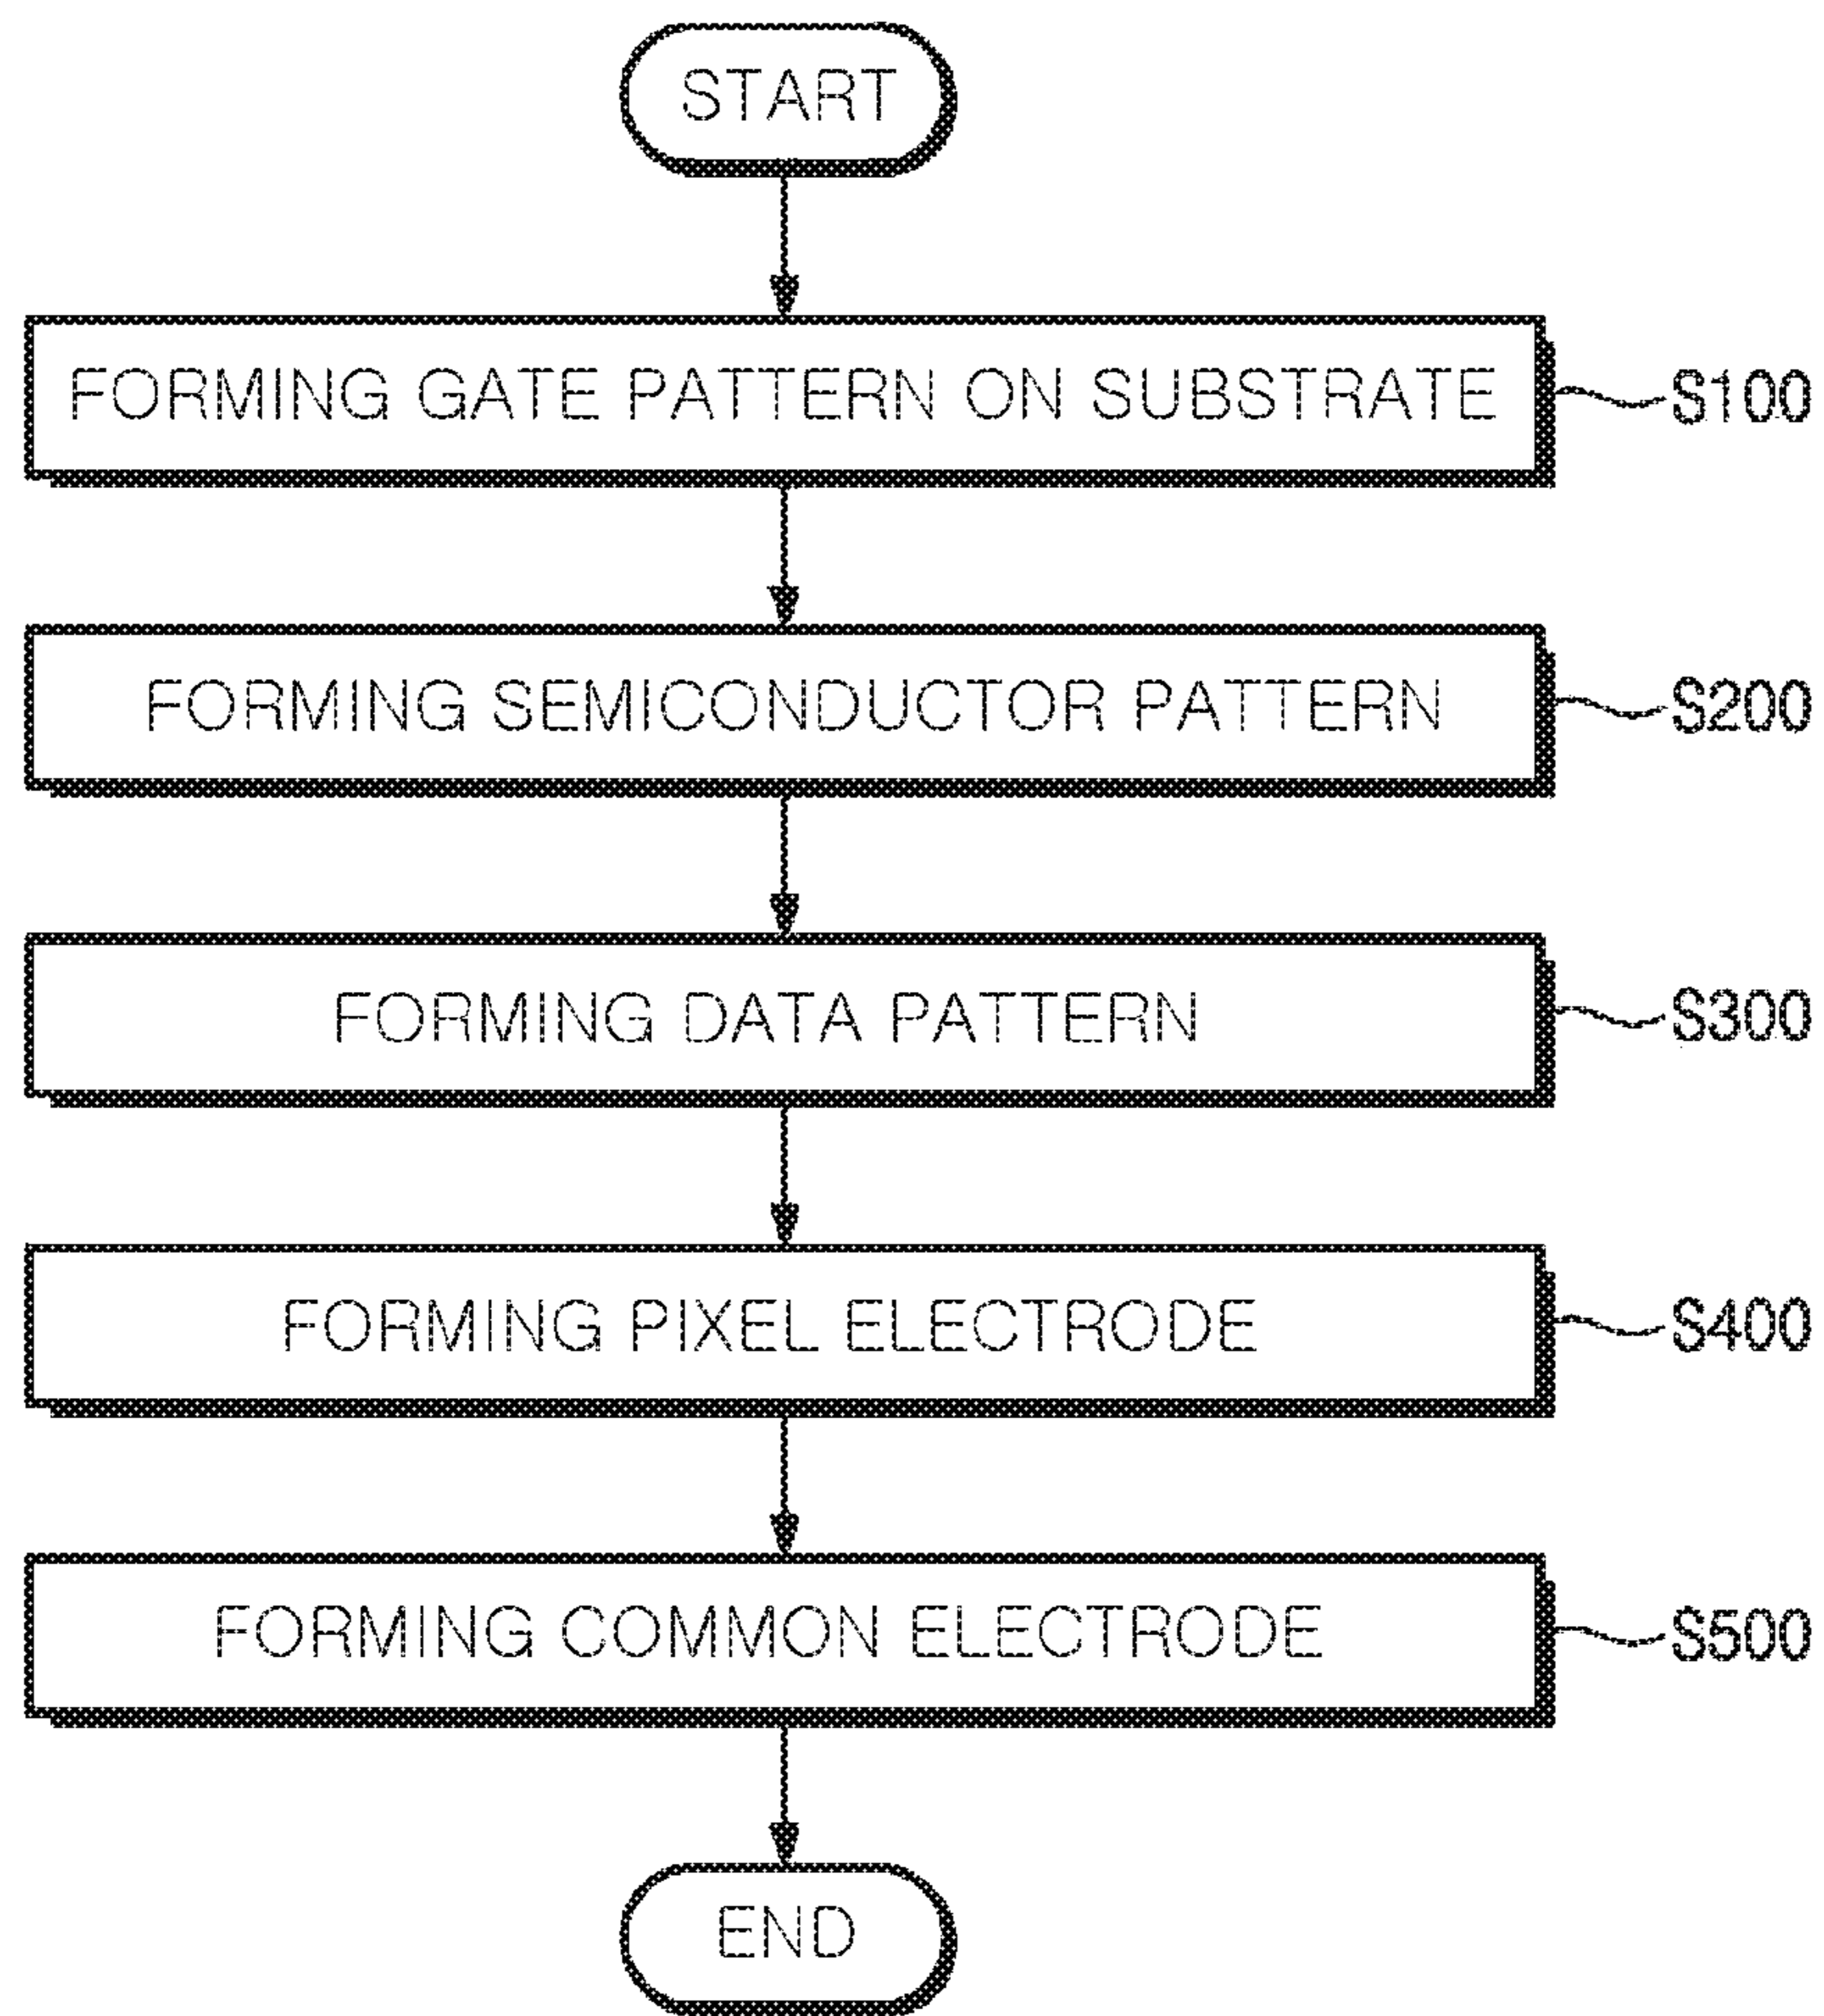 START
FORMING GATE PATTERN ON SUBSTRATE S100
FORMING SEMICONDUCTOR PATTERN S200
FORMING DATA PATTERN S300
FORMING PIXEL ELECTRODE S400
FORMING COMMON ELECTRODE S500
END